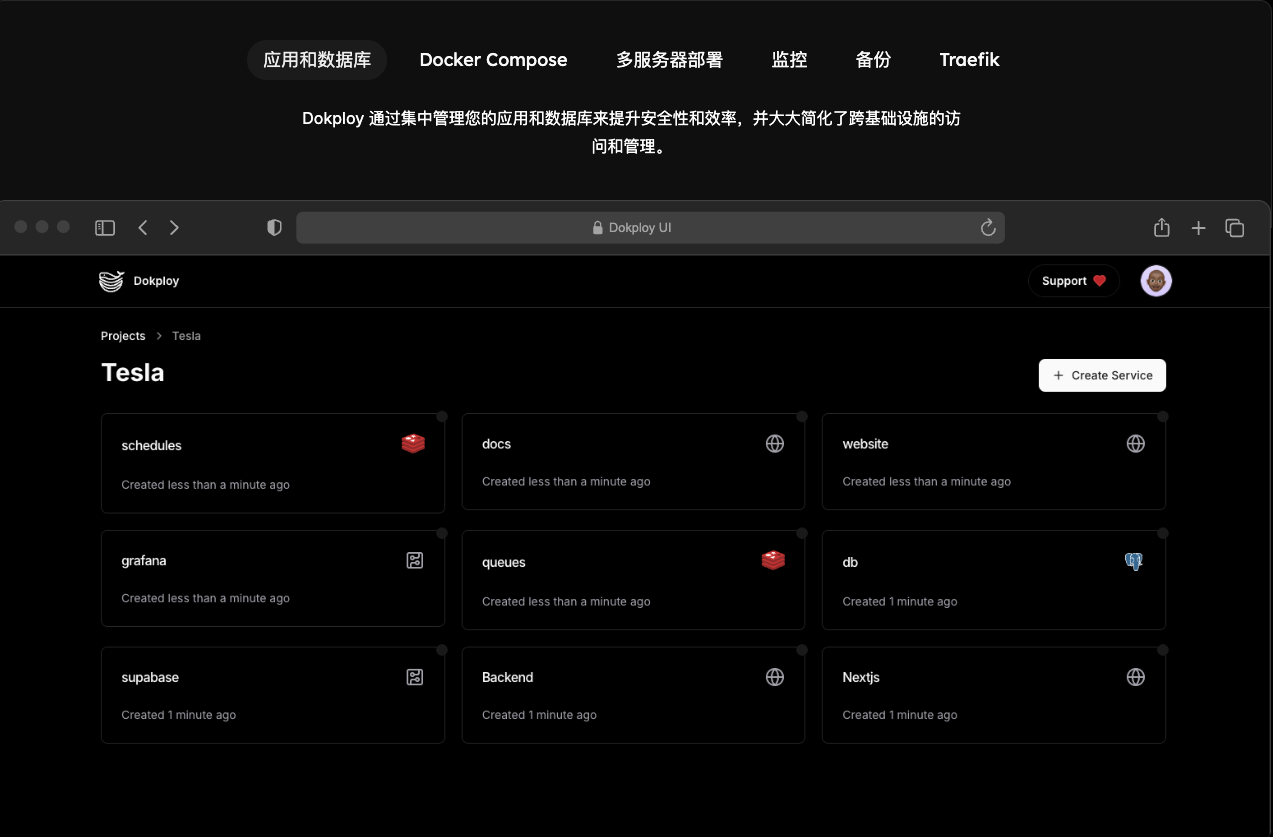 应用和数据库
Docker Compose
多服务器部署
监控
备份
Traefik
Dokploy 通过集中管理您的应用和数据库来提升安全性和效率，并大大简化了跨基础设施的访
问和管理。
Dokploy UI
Dokploy
Support
Projects
Tesla
Tesla
+ Create Service
schedules
Created less than a minute ago
docs
Created less than a minute ago
website
Created less than a minute ago
grafana
Created less than a minute ago
queues
Created less than a minute ago
db
Created 1 minute ago
supabase
Created 1 minute ago
Backend
Created 1 minute ago
Nextjs
Created 1 minute ago